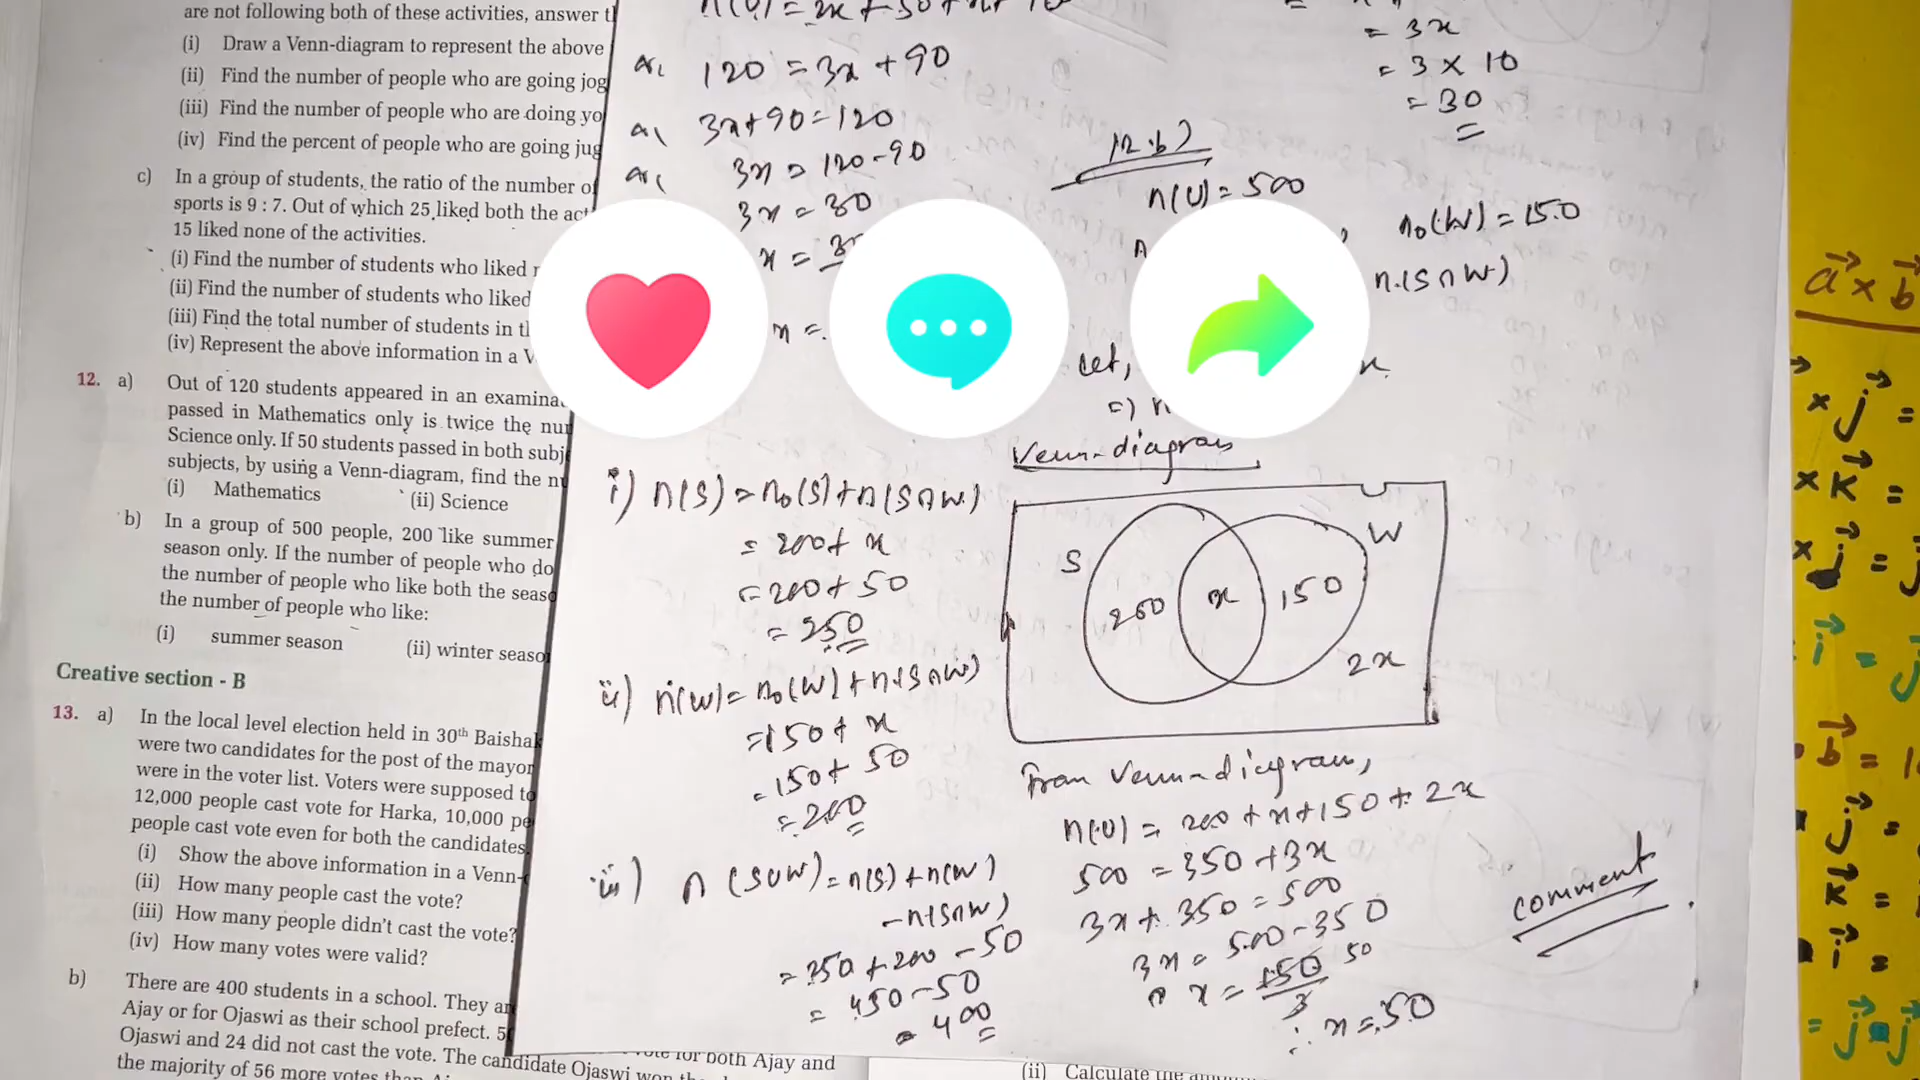 are not following both of these activities, answer
(i) Draw a Venn-diagram to represent the above
(ii) Find the number of people who are going jog
(iii) Find the number of people who are doing yo
(iv) Find the percent of people who are going jug
c) In a group of students, the ratio of the number of
sports is 9 : 7. Out of which 25 liked both the act
15 liked none of the activities.
(i) Find the number of students who liked
(ii) Find the number of students who liked
(iii) Find the total number of students in
(iv) Represent the above information in a V
12. a) Out of 120 students appeared in an examina
passed in Mathematics only is twice the nu
Science only. If 50 students passed in both subj
subjects, by using a Venn-diagram, find the
(i) Mathematics (ii) Science
b) In a group of 500 people, 200 like summer
season only. If the number of people who do
the number of people who like both the seas
the number of people who like:
(i) summer season (ii) winter seaso
Creative section - B
13. a) In the local level election held in 30th Baisha
were two candidates for the post of the mayor
were in the voter list. Voters were supposed to
12,000 people cast vote for Harka, 10,000 pe
people cast vote even for both the candidates
(i) Show the above information in a Venn-
(ii) How many people cast the vote?
(iii) How many people didn't cast the vote?
(iv) How many votes were valid?
b) There are 400 students in a school. They
Ajay or for Ojaswi as their school prefect. 5
Ojaswi and 24 did not cast the vote. The candidate Ojaswi won
for both Ajay and
the majority of 56 more votes
(ii) Calculate the
120 = 3x + 90
3x + 90 = 120
3x = 120 - 90
3x = 30
x =
x =
= 3x
= 3 × 10
= 30
12.b)
n(U) = 500
n₀(W) = 150
n(S∩W)
Let, x
Venn-diagram
S
W
200
x
150
2x
i) n(S) = n₀(S) + n(S∩W)
= 200 + x
= 200 + 50
= 250
ii) n(W) = n₀(W) + n(S∩W)
= 150 + x
= 150 + 50
= 200
iii) n(S∪W) = n(S) + n(W)
- n(S∩W)
= 250 + 200 - 50
= 450 - 50
= 400
From Venn-diagram,
n(U) = 200 + x + 150 + 2x
500 = 350 + 3x
3x + 350 = 500
3x = 500 - 350
x = 150/3 50
∴ x = 50
comment